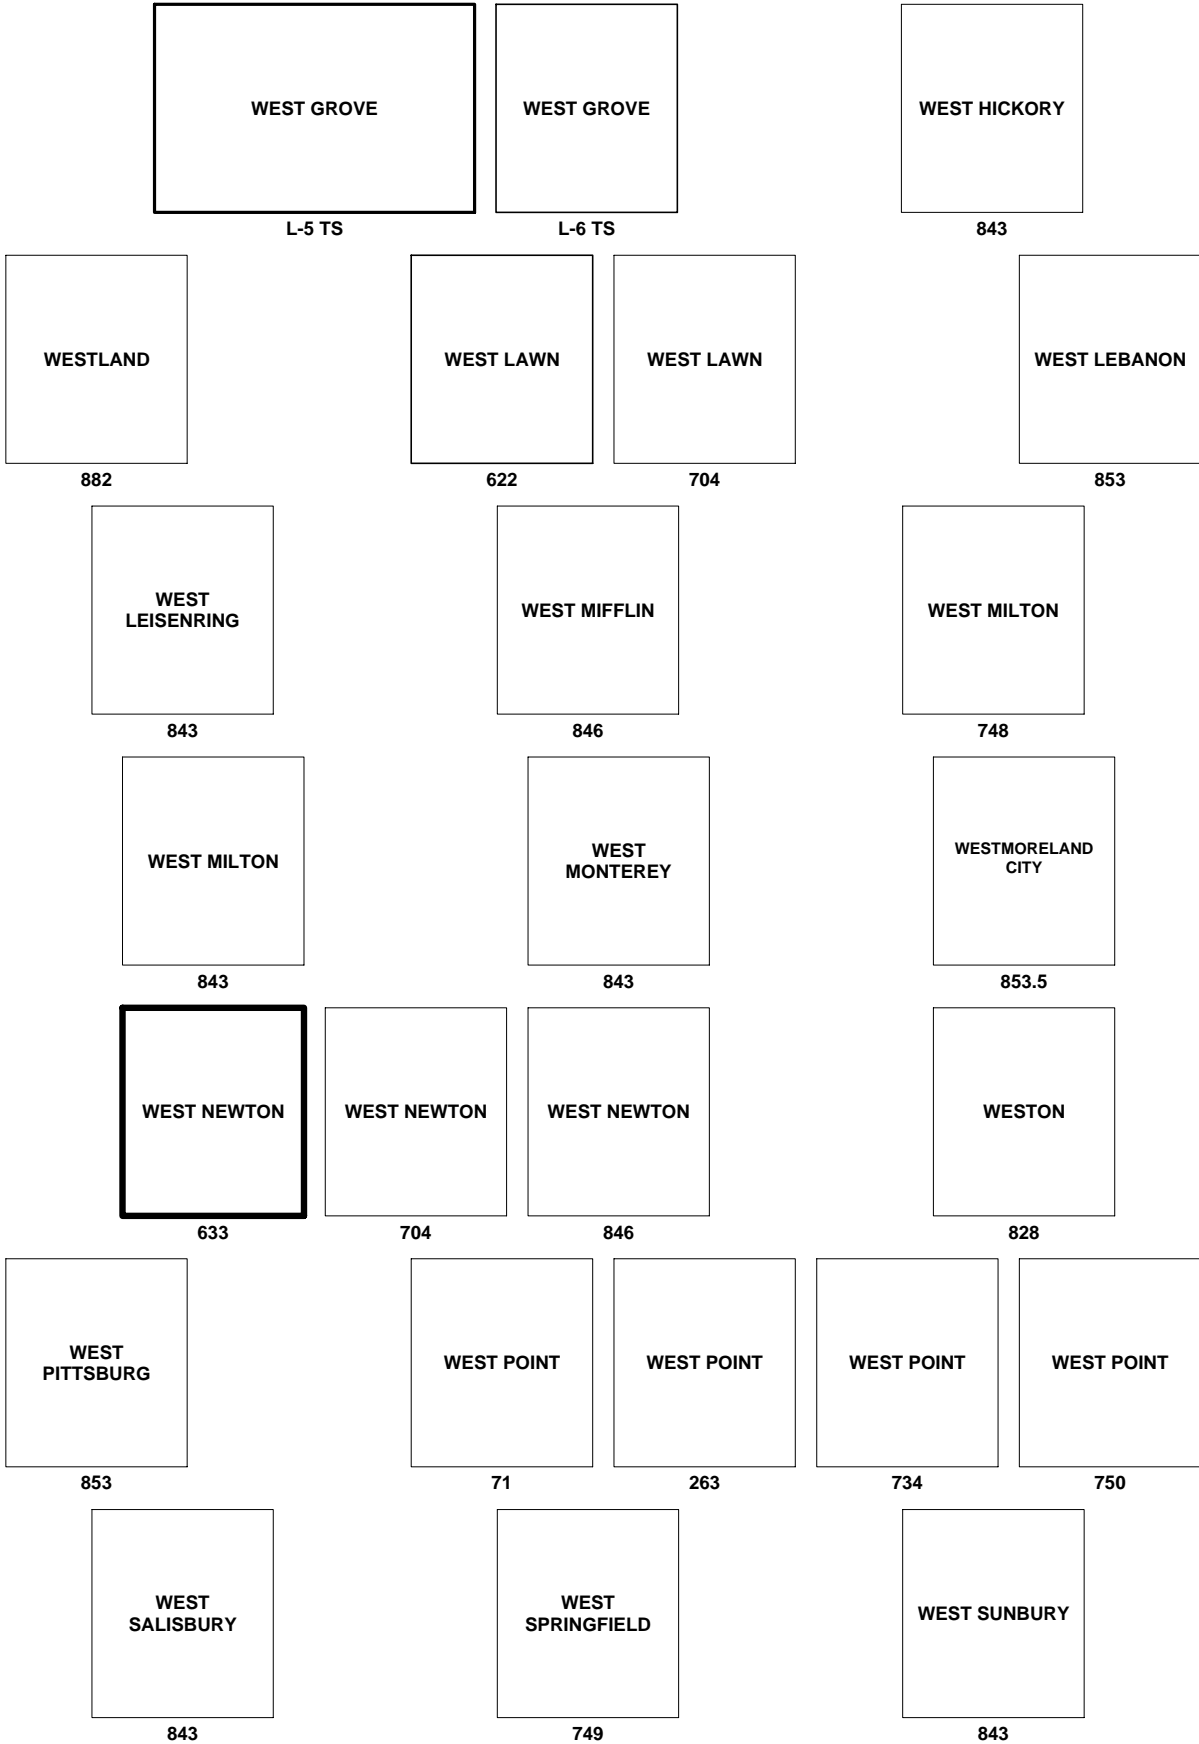 WEST GROVE
L-5 TS
WEST GROVE
L-6 TS
WEST HICKORY
843
WESTLAND
882
WEST LAWN
622
WEST LAWN
704
WEST LEBANON
853
WEST
LEISENRING
843
WEST MIFFLIN
846
WEST MILTON
748
WEST MILTON
843
WEST
MONTEREY
843
WESTMORELAND
CITY
853.5
WEST NEWTON
633
WEST NEWTON
704
WEST NEWTON
846
WESTON
828
WEST
PITTSBURG
853
WEST POINT
71
WEST POINT
263
WEST POINT
734
WEST POINT
750
WEST
SALISBURY
843
WEST
SPRINGFIELD
749
WEST SUNBURY
843